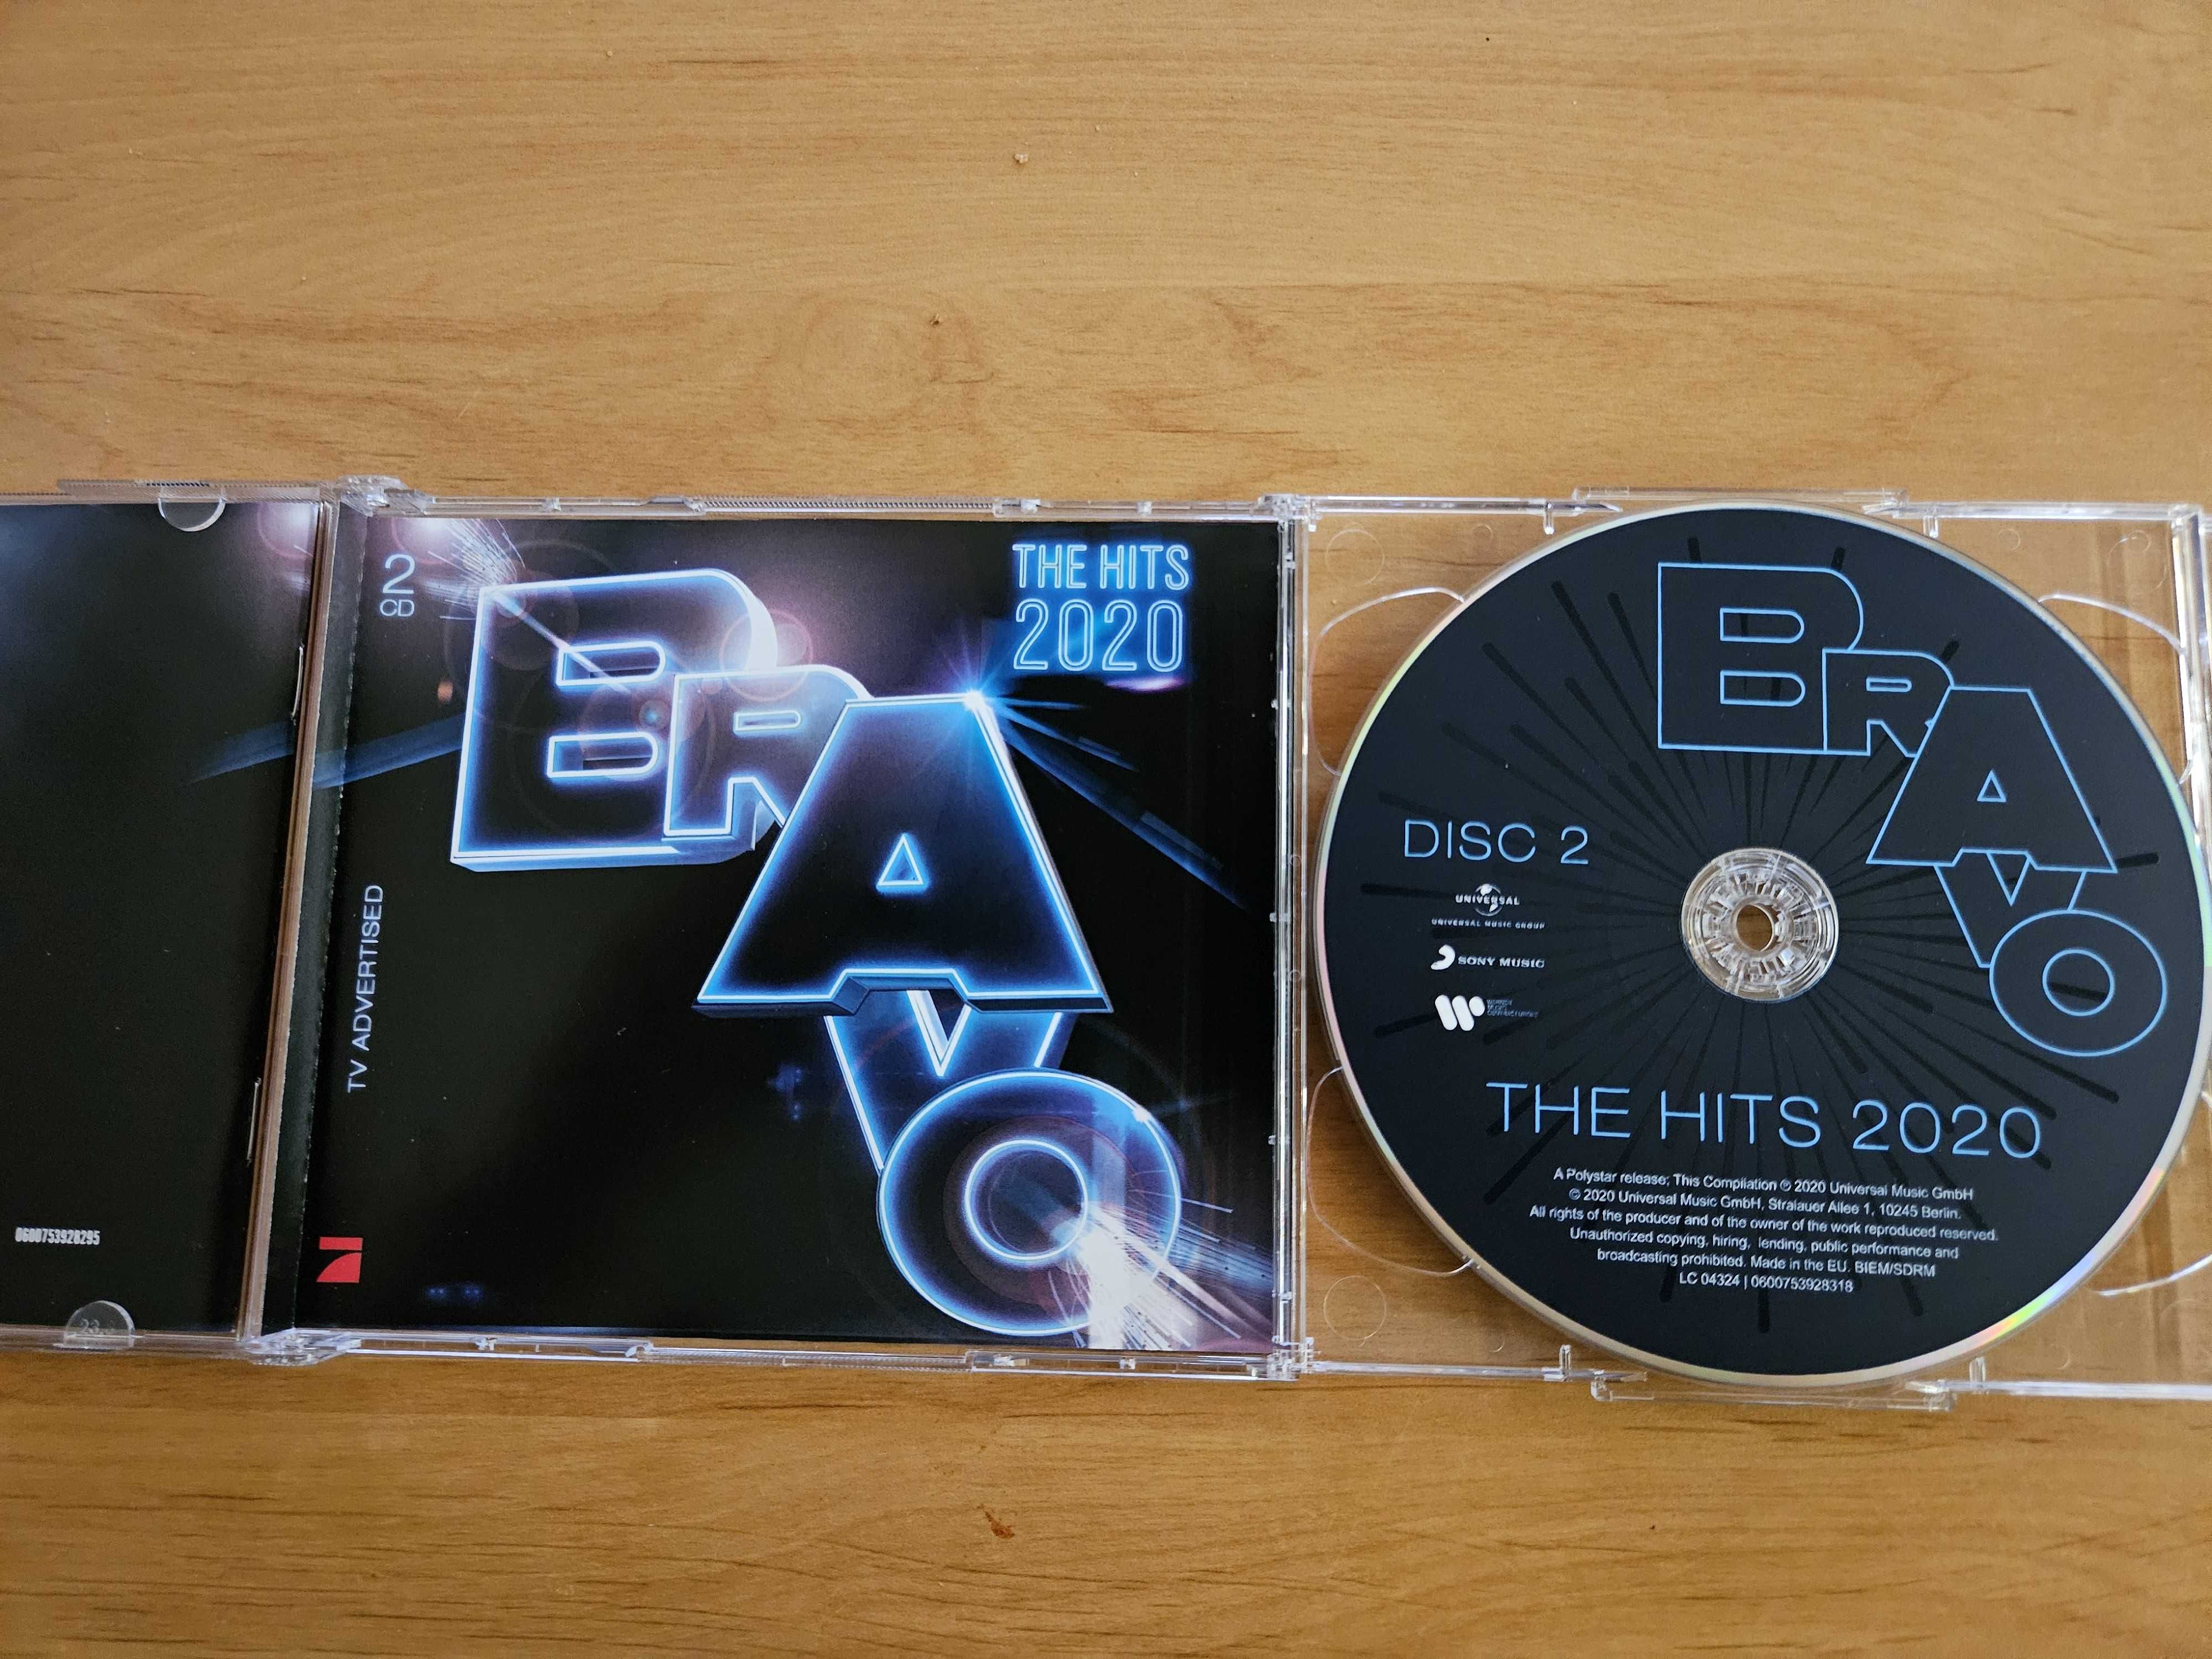 0600753928295
2
CD
TV ADVERTISED
BRAVO
THE HITS
2020
BRAVO
DISC 2
UNIVERSAL
UNIVERSAL MUSIC GROUP
SONY MUSIC
THE HITS 2020
A Polystar release; This Compilation ℗ 2020 Universal Music GmbH
© 2020 Universal Music GmbH, Stralauer Allee 1, 10245 Berlin.
All rights of the producer and of the owner of the work reproduced reserved.
Unauthorized copying, hiring, lending, public performance and
broadcasting prohibited. Made in the EU. BIEM/SDRM
LC 04324 | 0600753928318